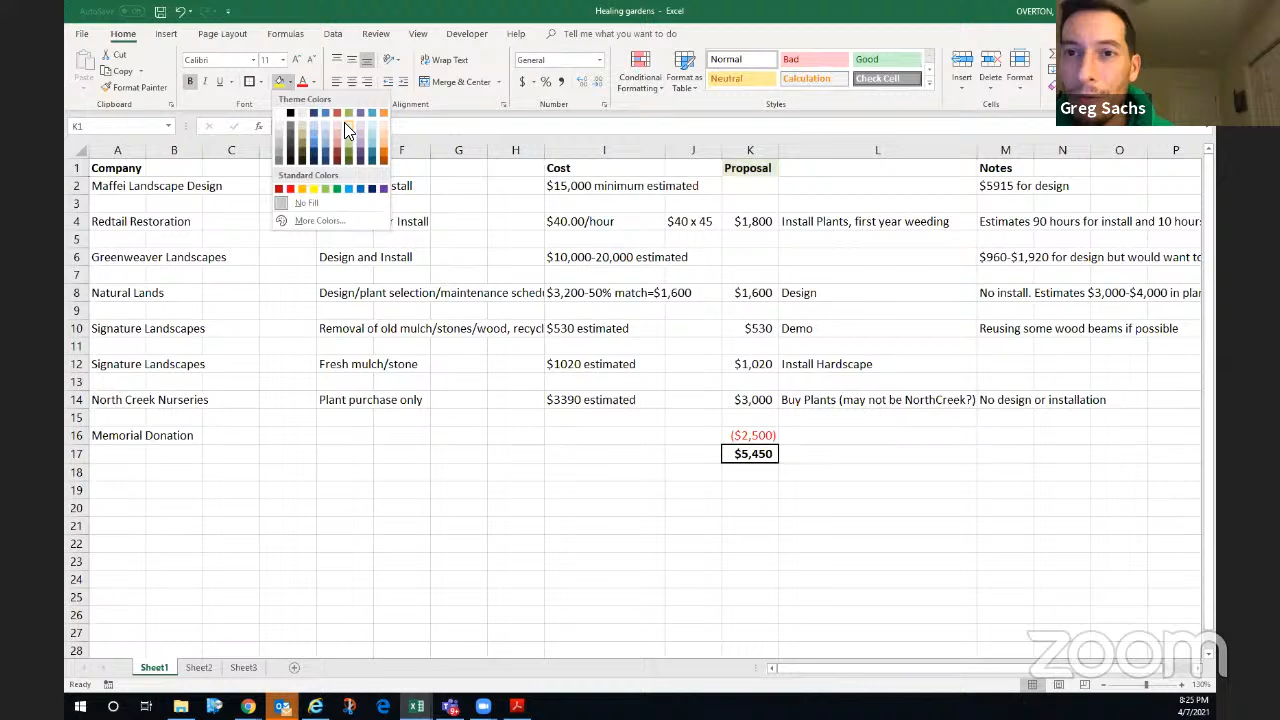 AutoSave Off
Healing gardens - Excel
OVERTON,
File Home Insert Page Layout Formulas Data Review View Developer Help Tell me what you want to do
Cut
Copy
Format Painter
Paste
Clipboard
Calibri 11
B I U
Font
Theme Colors
Standard Colors
No Fill
More Colors...
Wrap Text
Merge & Center
Alignment
General
Number
Conditional Formatting
Format as Table
Normal Bad Good
Neutral Calculation Check Cell
Styles
Insert Delete Format
Cells
Greg Sachs
K1
A B C F G H I J K L M N O P
1 Company Cost Proposal Notes
2 Maffei Landscape Design stall $15,000 minimum estimated $5915 for design
3
4 Redtail Restoration r Install $40.00/hour $40 x 45 $1,800 Install Plants, first year weeding Estimates 90 hours for install and 10 hours
5
6 Greenweaver Landscapes Design and Install $10,000-20,000 estimated $960-$1,920 for design but would want to
7
8 Natural Lands Design/plant selection/maintenance sched $3,200-50% match=$1,600 $1,600 Design No install. Estimates $3,000-$4,000 in plan
9
10 Signature Landscapes Removal of old mulch/stones/wood, recycl $530 estimated $530 Demo Reusing some wood beams if possible
11
12 Signature Landscapes Fresh mulch/stone $1020 estimated $1,020 Install Hardscape
13
14 North Creek Nurseries Plant purchase only $3390 estimated $3,000 Buy Plants (may not be NorthCreek?) No design or installation
15
16 Memorial Donation ($2,500)
17 $5,450
18
19
20
21
22
23
24
25
26
27
28
Sheet1 Sheet2 Sheet3
Ready
130%
zoom
8:25 PM
4/7/2021